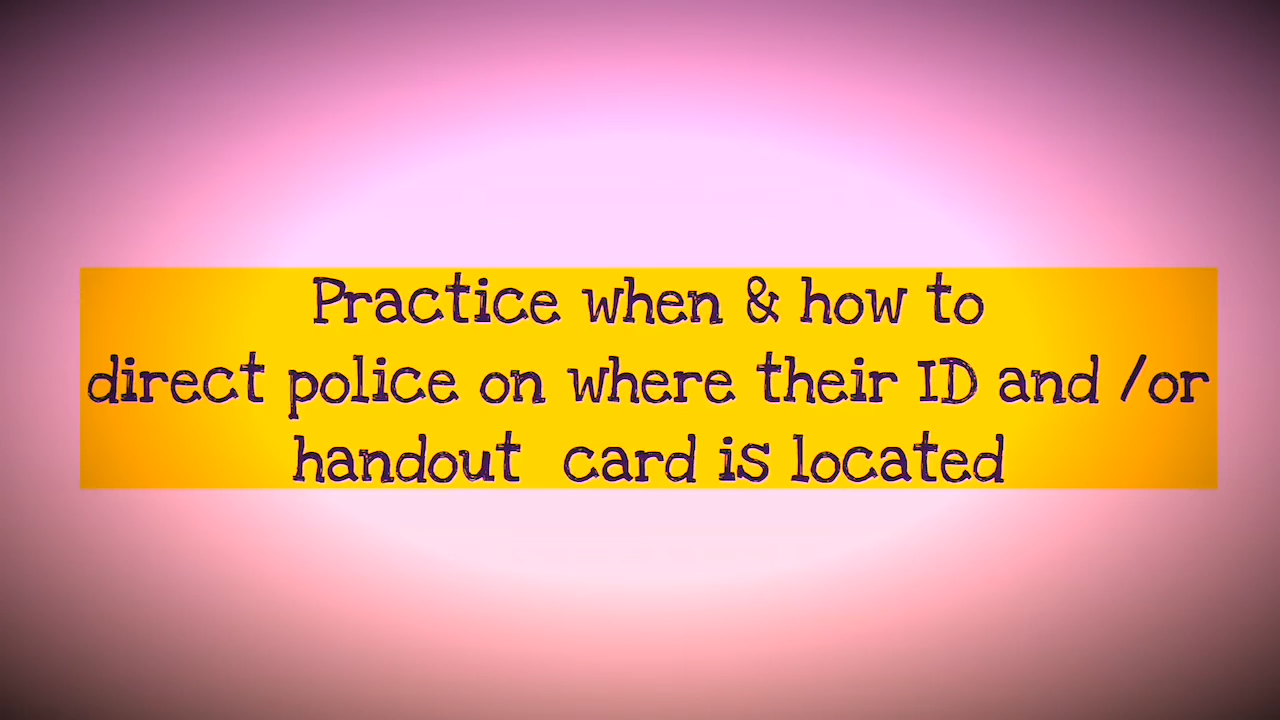 Practice when & how to
direct police on where their ID and /or
handout card is located